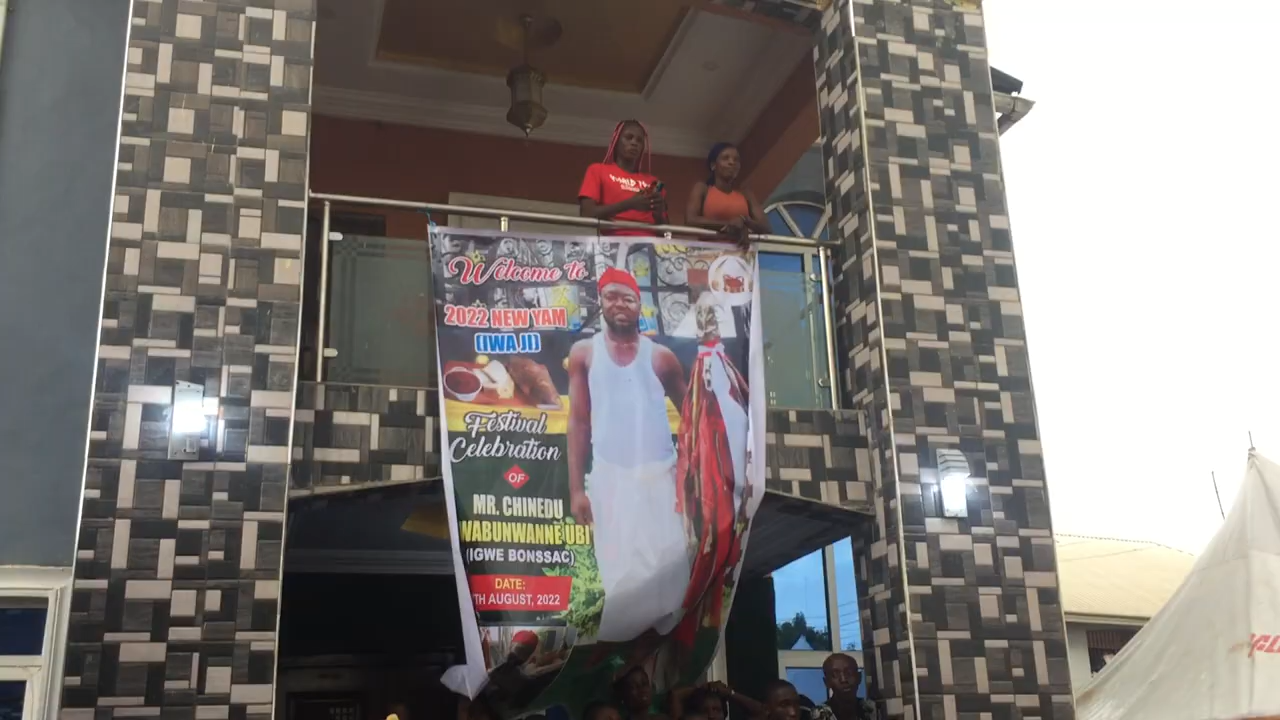 Welcome to
2022 NEW YAM
(IWA JI)
Festival
Celebration
OF
MR. CHINEDU
WABUNWANNE UBI
(IGWE BONSSAC)
DATE:
TH AUGUST, 2022